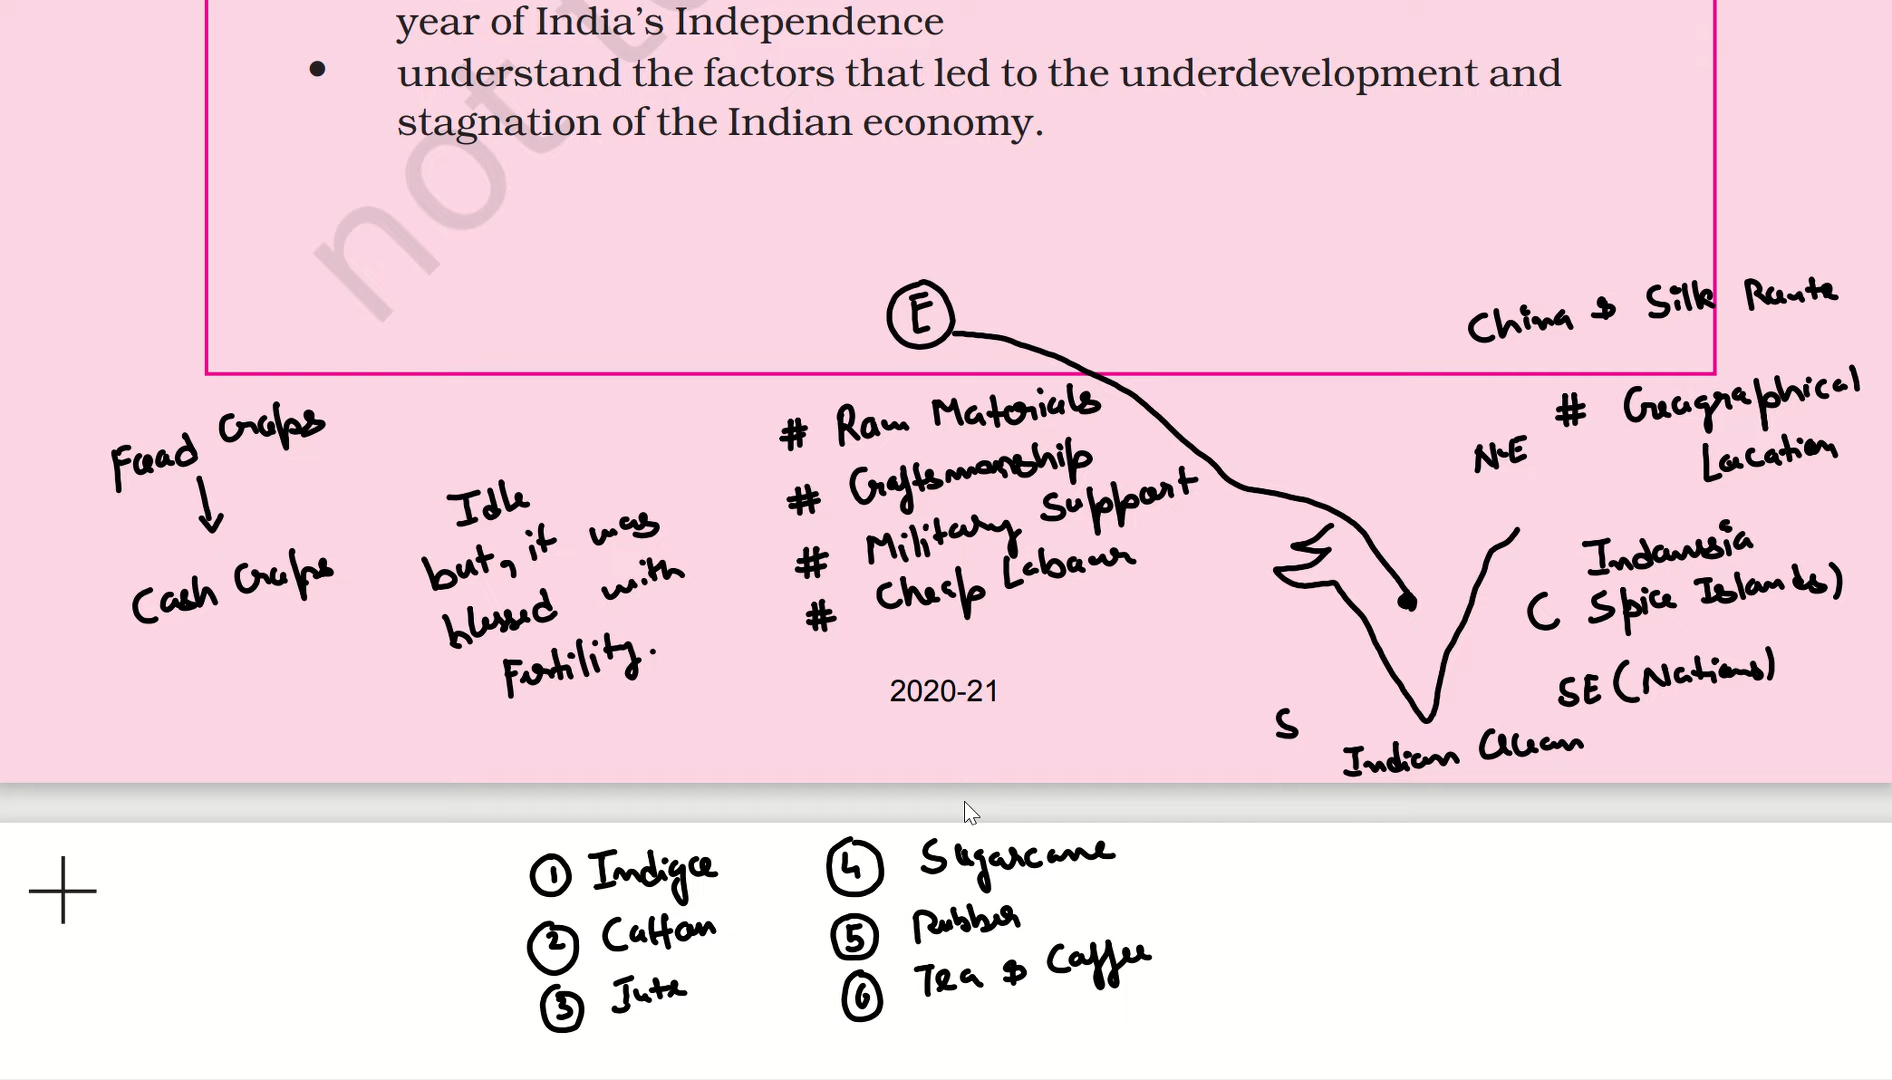 year of India's Independence
• understand the factors that led to the underdevelopment and
stagnation of the Indian economy.
not to
E
China & Silk Route
# Geographical
Location
N-E
Food Crops
↓
Cash Crops
Idle
but, it was
blessed with
Fertility.
# Raw Materials
# Craftsmanship
# Military Support
# Cheap Labour
Indonesia
( Spice Islands)
SE (Nations)
S
Indian Ocean
2020-21
① Indigo
② Cotton
③ Jute
④ Sugarcane
⑤ Rubber
⑥ Tea & Coffee